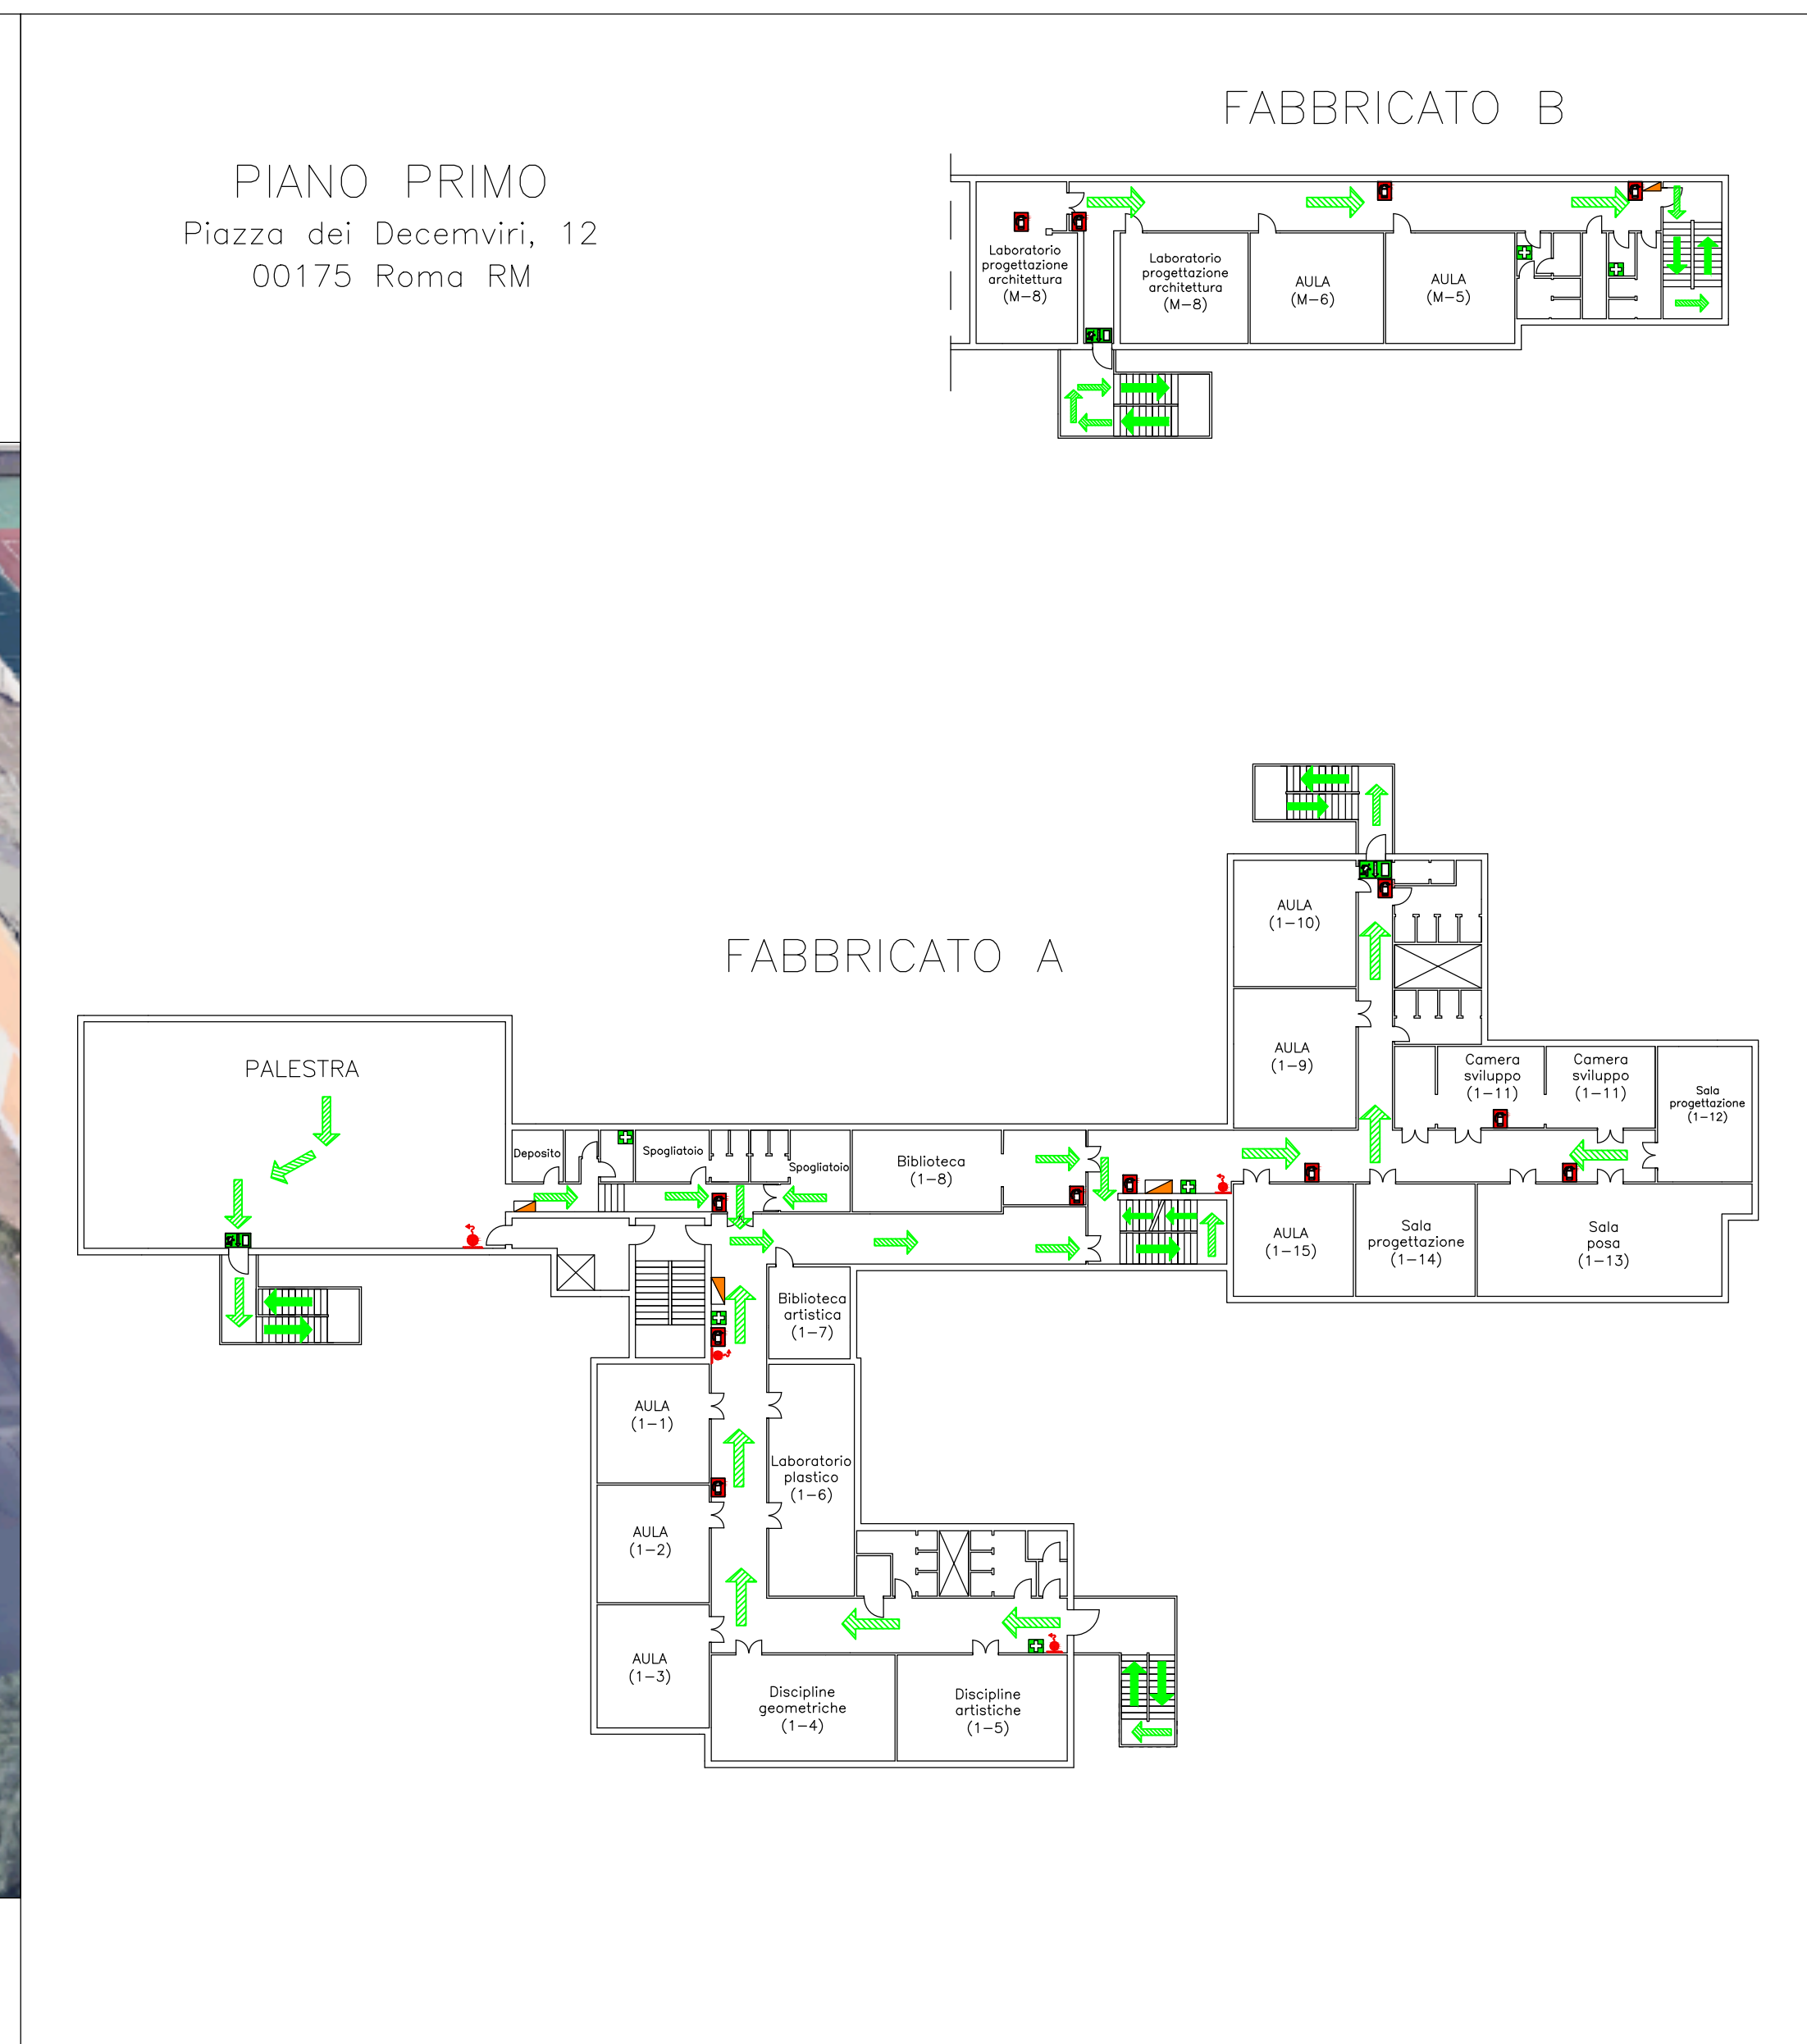 FABBRICATO B
PIANO PRIMO
Piazza dei Decemviri, 12
00175 Roma RM
Laboratorio
progettazione
architettura
(M-8)
Laboratorio
progettazione
architettura
(M-8)
AULA
(M-6)
AULA
(M-5)
FABBRICATO A
AULA
(1-10)
AULA
(1-9)
Camera
sviluppo
(1-11)
Camera
sviluppo
(1-11)
Sala
progettazione
(1-12)
PALESTRA
Deposito
Spogliatoio
Spogliatoio
Biblioteca
(1-8)
AULA
(1-15)
Sala
progettazione
(1-14)
Sala
posa
(1-13)
Biblioteca
artistica
(1-7)
AULA
(1-1)
Laboratorio
plastico
(1-6)
AULA
(1-2)
AULA
(1-3)
Discipline
geometriche
(1-4)
Discipline
artistiche
(1-5)